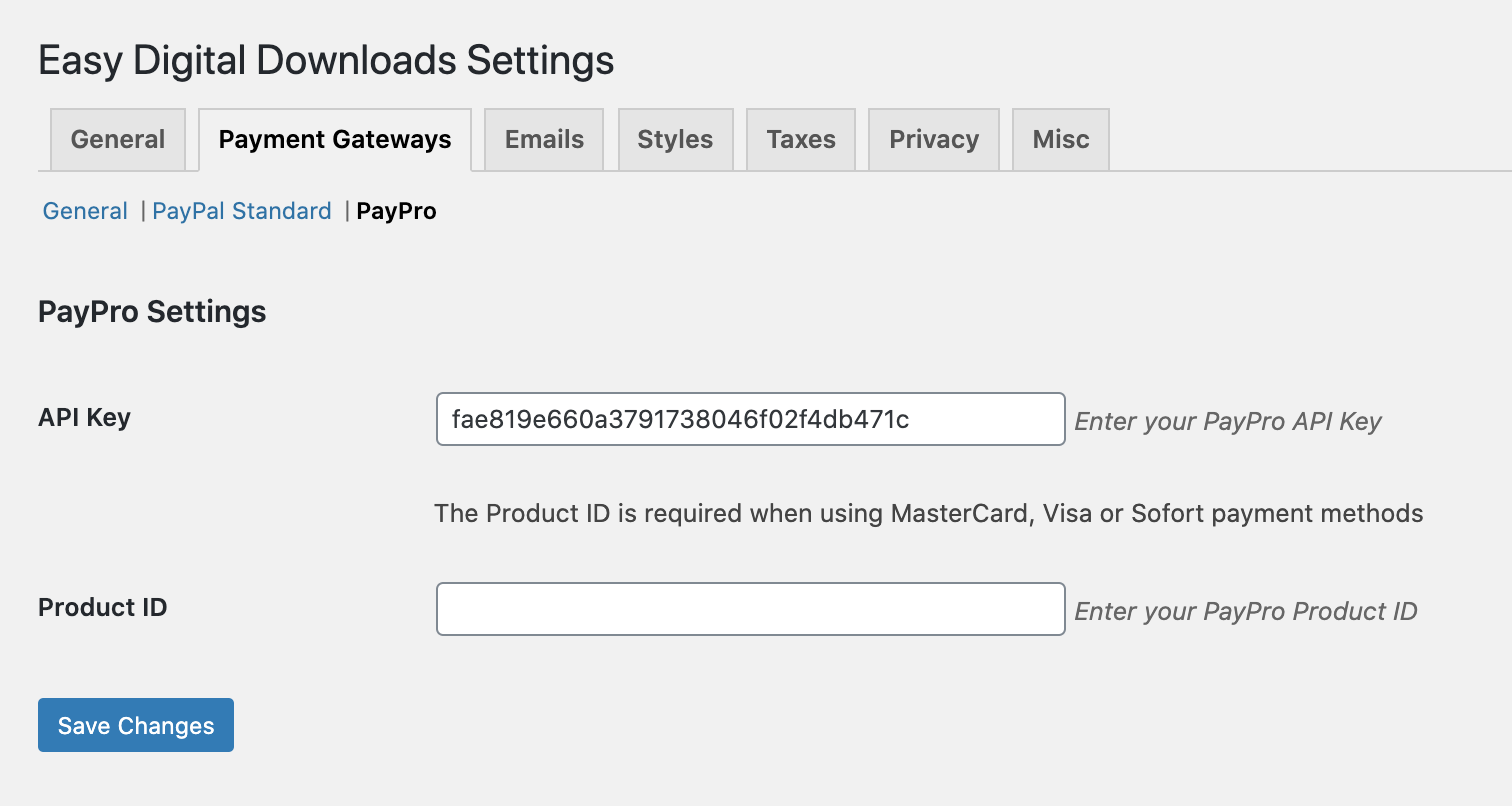 Easy Digital Downloads Settings
General Payment Gateways Emails Styles Taxes Privacy Misc
General | PayPal Standard | PayPro
PayPro Settings
API Key fae819e660a3791738046f02f4db471c Enter your PayPro API Key
The Product ID is required when using MasterCard, Visa or Sofort payment methods
Product ID Enter your PayPro Product ID
Save Changes